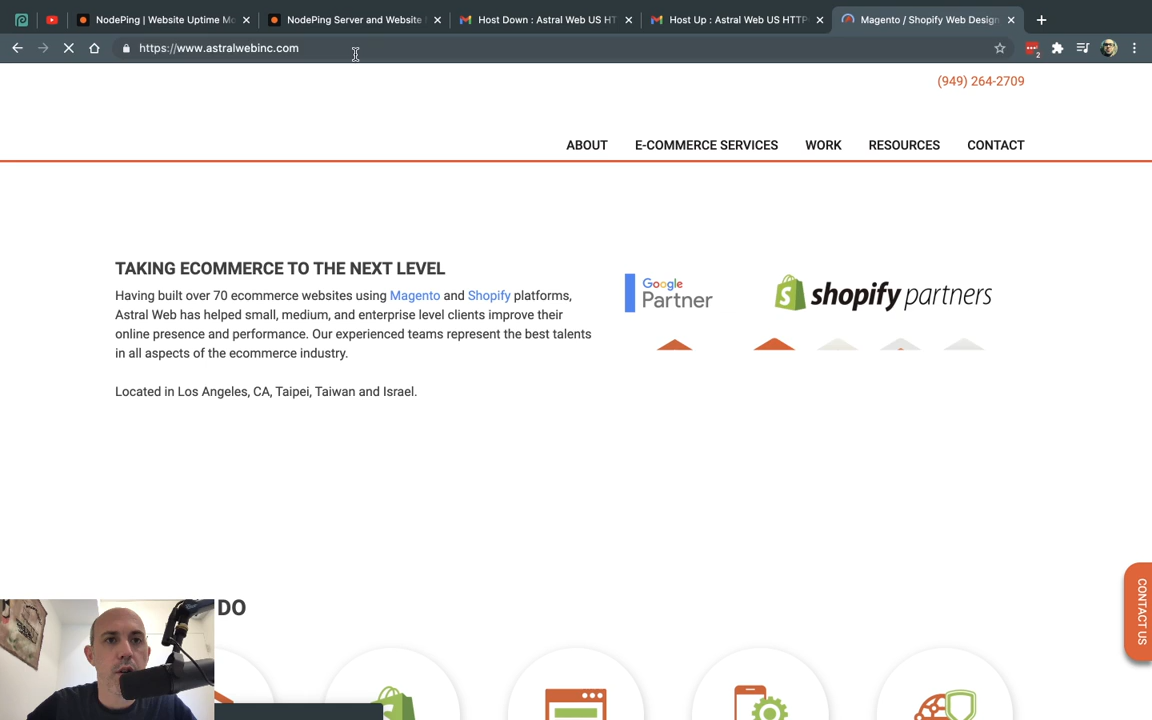 NodePing | Website Uptime Mo
NodePing Server and Website
Host Down : Astral Web US HT
Host Up : Astral Web US HTTP
Magento / Shopify Web Design
https://www.astralwebinc.com
2
(949) 264-2709
ABOUT
E-COMMERCE SERVICES
WORK
RESOURCES
CONTACT
TAKING ECOMMERCE TO THE NEXT LEVEL
Having built over 70 ecommerce websites using Magento and Shopify platforms,
Astral Web has helped small, medium, and enterprise level clients improve their
online presence and performance. Our experienced teams represent the best talents
in all aspects of the ecommerce industry.
Located in Los Angeles, CA, Taipei, Taiwan and Israel.
Google
Partner
shopify partners
CONTACT US
DO